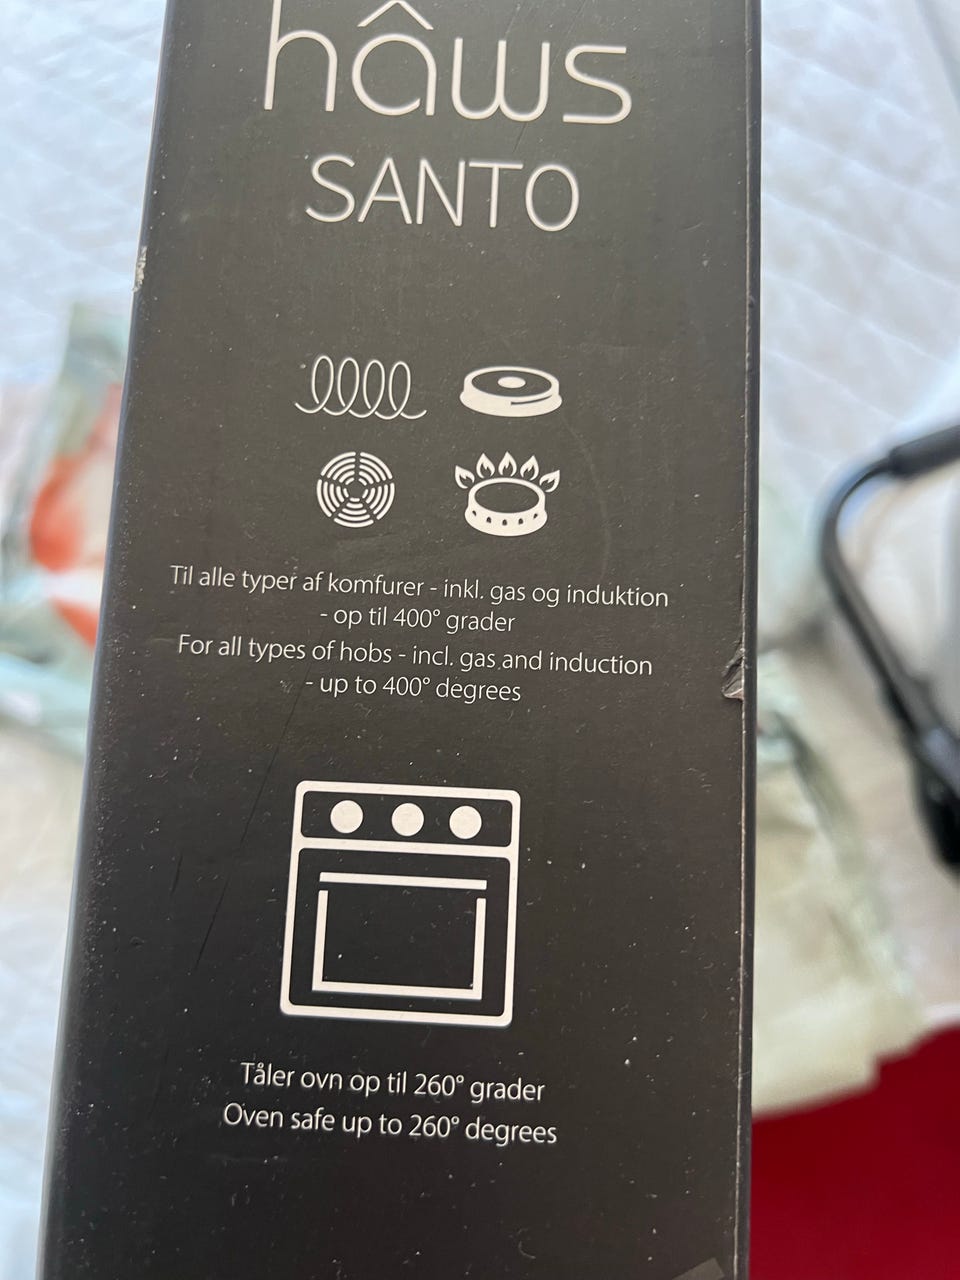 hâws
SANTO
Til alle typer af komfurer - inkl. gas og induktion
- op til 400° grader
For all types of hobs - incl. gas and induction
- up to 400° degrees
Tåler ovn op til 260° grader
Oven safe up to 260° degrees